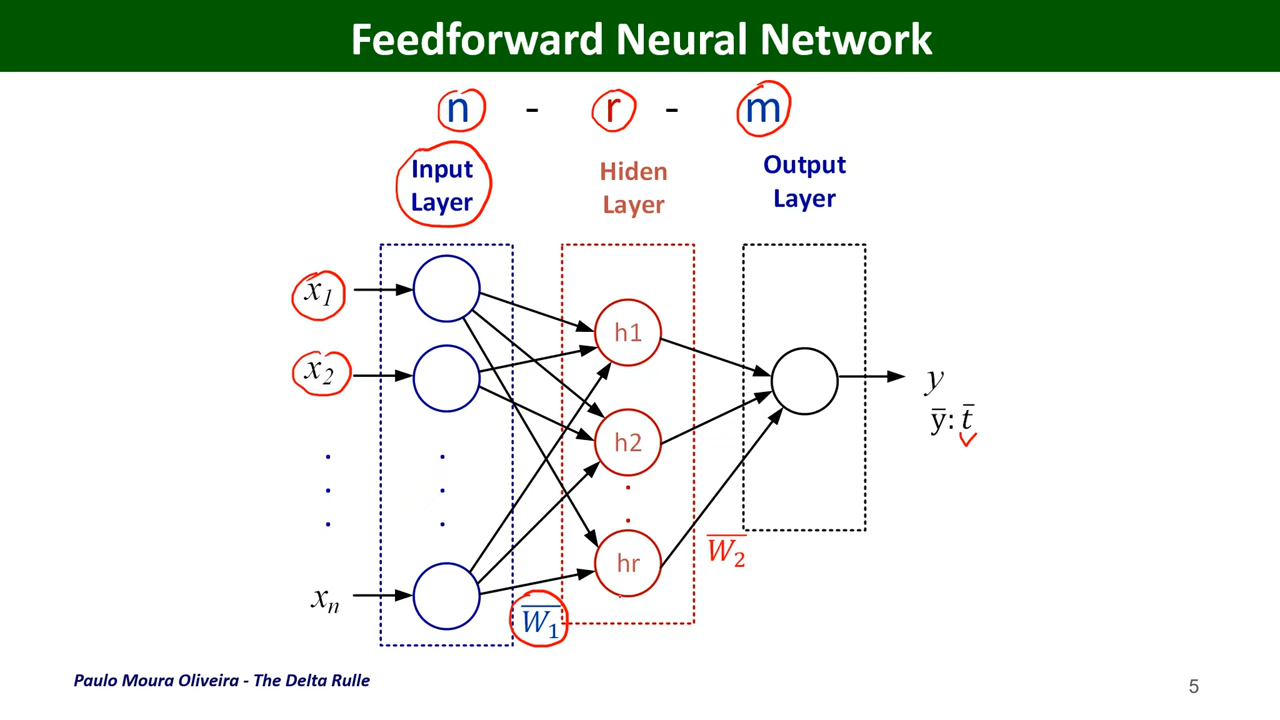 Feedforward Neural Network
n - r - m
Input
Layer
Hiden
Layer
Output
Layer
x₁
x₂
xₙ
h1
h2
hr
W̅₁
W̅₂
y
y̅: t̅
Paulo Moura Oliveira - The Delta Rulle
5